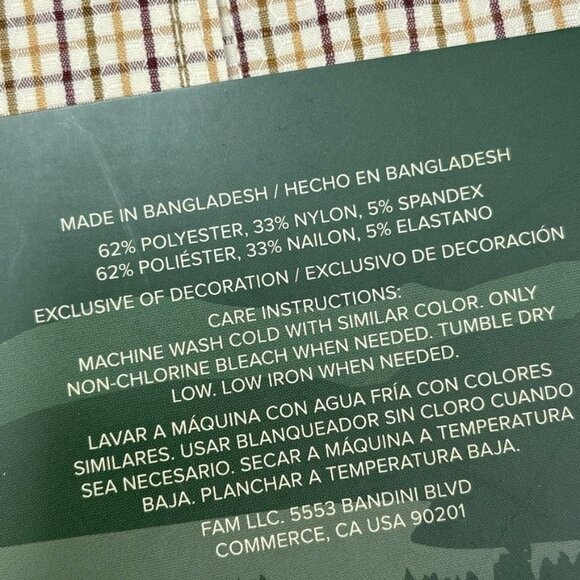 MADE IN BANGLADESH / HECHO EN BANGLADESH
62% POLYESTER, 33% NYLON, 5% SPANDEX
62% POLIÉSTER, 33% NAILON, 5% ELASTANO
EXCLUSIVE OF DECORATION / EXCLUSIVO DE DECORACIÓN
CARE INSTRUCTIONS:
MACHINE WASH COLD WITH SIMILAR COLOR. ONLY
NON-CHLORINE BLEACH WHEN NEEDED. TUMBLE DRY
LOW. LOW IRON WHEN NEEDED.
LAVAR A MÁQUINA CON AGUA FRÍA CON COLORES
SIMILARES. USAR BLANQUEADOR SIN CLORO CUANDO
SEA NECESARIO. SECAR A MÁQUINA A TEMPERATURA
BAJA. PLANCHAR A TEMPERATURA BAJA.
FAM LLC. 5553 BANDINI BLVD
COMMERCE, CA USA 90201